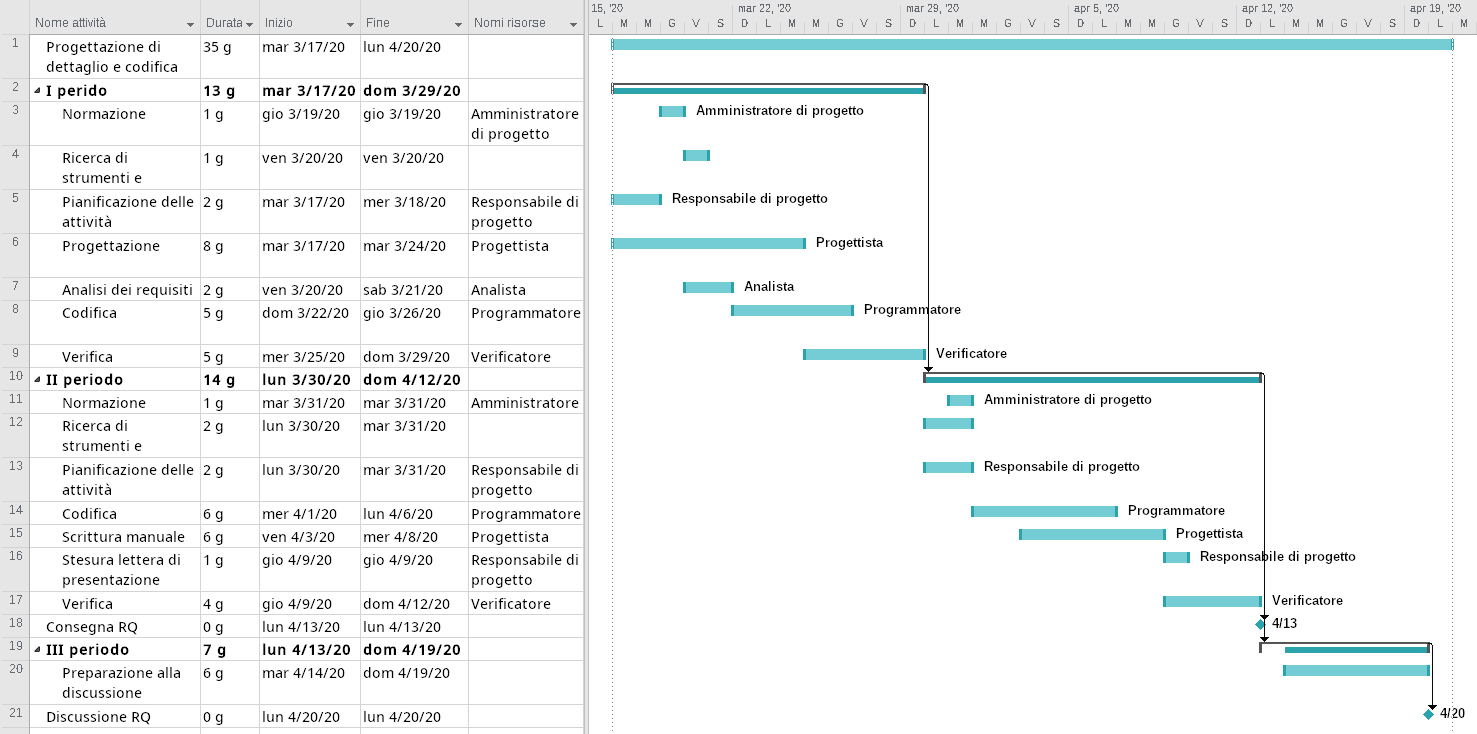 Nome attività Durata Inizio Fine Nomi risorse
15, '20 mar 22, '20 mar 29, '20 apr 5, '20 apr 12, '20 apr 19, '20
L M M G V S D L M M G V S D L M M G V S D L M M G V S D L M M G V S D L M
1 Progettazione di 35 g mar 3/17/20 lun 4/20/20
dettaglio e codifica
2 I perido 13 g mar 3/17/20 dom 3/29/20
3 Normazione 1 g gio 3/19/20 gio 3/19/20 Amministratore Amministratore di progetto
di progetto
4 Ricerca di 1 g ven 3/20/20 ven 3/20/20
strumenti e
5 Pianificazione delle 2 g mar 3/17/20 mer 3/18/20 Responsabile di Responsabile di progetto
attività progetto
6 Progettazione 8 g mar 3/17/20 mar 3/24/20 Progettista Progettista
7 Analisi dei requisiti 2 g ven 3/20/20 sab 3/21/20 Analista Analista
8 Codifica 5 g dom 3/22/20 gio 3/26/20 Programmatore Programmatore
9 Verifica 5 g mer 3/25/20 dom 3/29/20 Verificatore Verificatore
10 II periodo 14 g lun 3/30/20 dom 4/12/20
11 Normazione 1 g mar 3/31/20 mar 3/31/20 Amministratore Amministratore di progetto
12 Ricerca di 2 g lun 3/30/20 mar 3/31/20
strumenti e
13 Pianificazione delle 2 g lun 3/30/20 mar 3/31/20 Responsabile di Responsabile di progetto
attività progetto
14 Codifica 6 g mer 4/1/20 lun 4/6/20 Programmatore Programmatore
15 Scrittura manuale 6 g ven 4/3/20 mer 4/8/20 Progettista Progettista
16 Stesura lettera di 1 g gio 4/9/20 gio 4/9/20 Responsabile di Responsabile di progetto
presentazione progetto
17 Verifica 4 g gio 4/9/20 dom 4/12/20 Verificatore Verificatore
18 Consegna RQ 0 g lun 4/13/20 lun 4/13/20 4/13
19 III periodo 7 g lun 4/13/20 dom 4/19/20
20 Preparazione alla 6 g mar 4/14/20 dom 4/19/20
discussione
21 Discussione RQ 0 g lun 4/20/20 lun 4/20/20 4/20